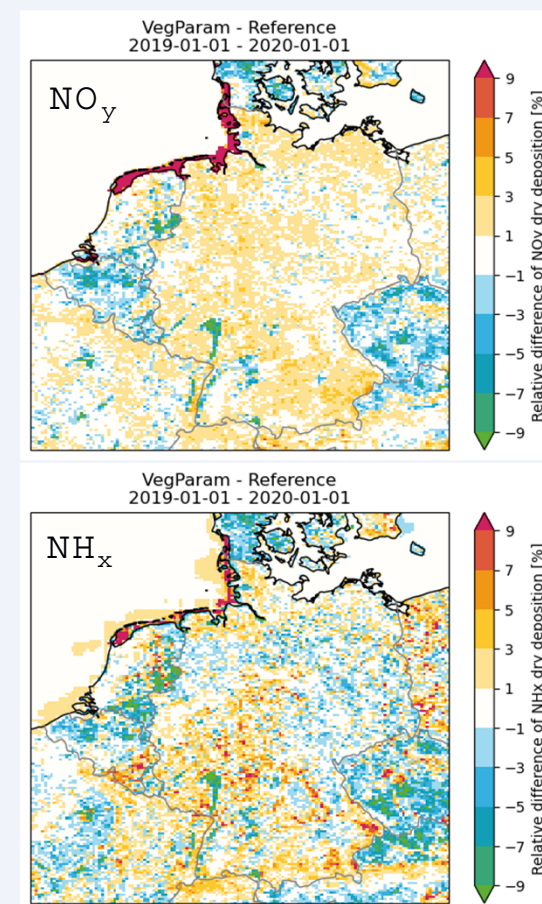 VegParam - Reference
2019-01-01 - 2020-01-01
NOy
9
7
5
3
1
−1
−3
−5
−7
−9
Relative difference of NOy dry deposition [%]
VegParam - Reference
2019-01-01 - 2020-01-01
NHx
9
7
5
3
1
−1
−3
−5
−7
−9
Relative difference of NHx dry deposition [%]